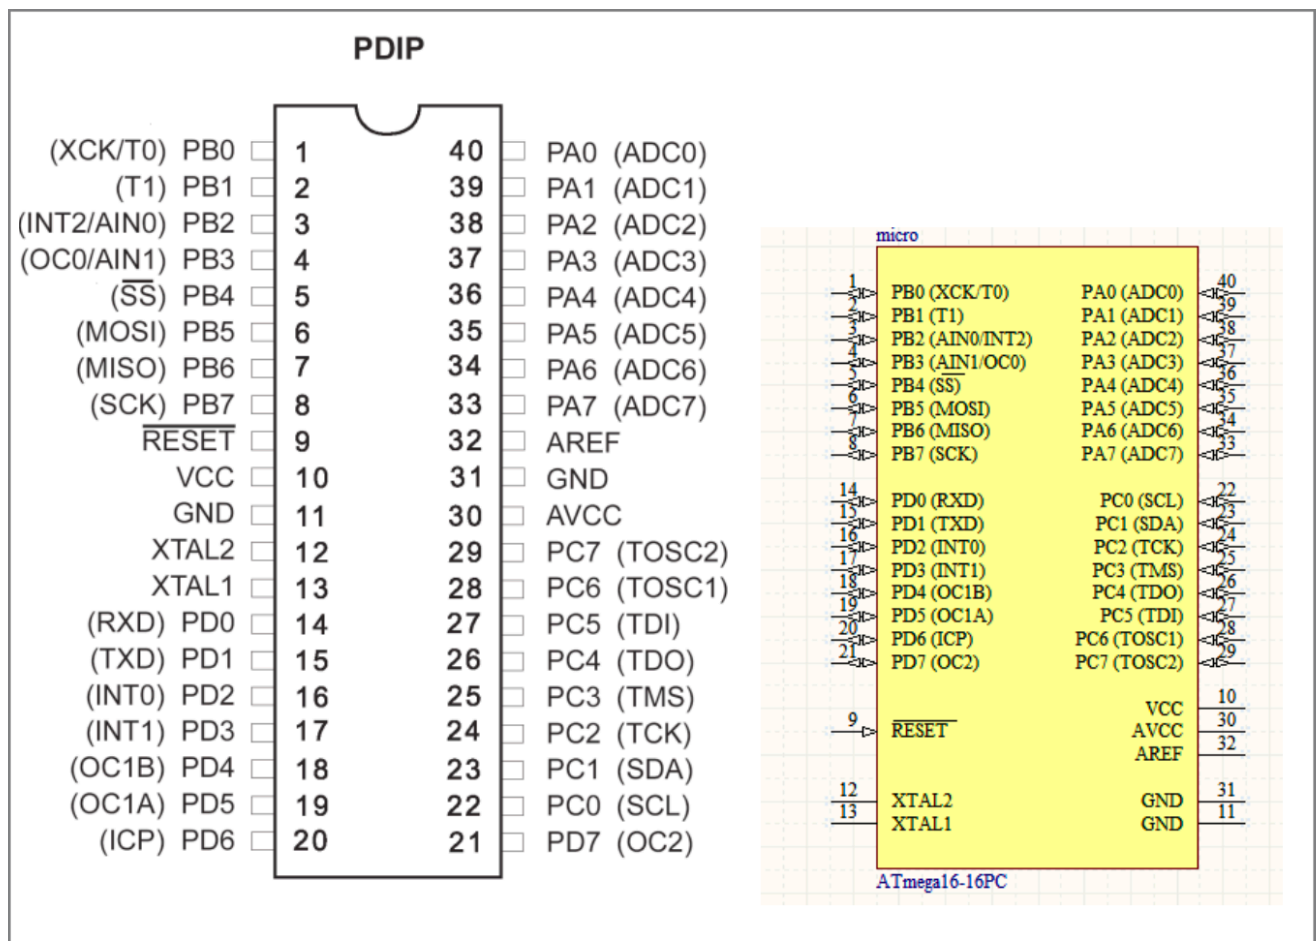 PDIP
(XCK/T0) PB0 1 40 PA0 (ADC0)
(T1) PB1 2 39 PA1 (ADC1)
(INT2/AIN0) PB2 3 38 PA2 (ADC2)
(OC0/AIN1) PB3 4 37 PA3 (ADC3)
(SS) PB4 5 36 PA4 (ADC4)
(MOSI) PB5 6 35 PA5 (ADC5)
(MISO) PB6 7 34 PA6 (ADC6)
(SCK) PB7 8 33 PA7 (ADC7)
RESET 9 32 AREF
VCC 10 31 GND
GND 11 30 AVCC
XTAL2 12 29 PC7 (TOSC2)
XTAL1 13 28 PC6 (TOSC1)
(RXD) PD0 14 27 PC5 (TDI)
(TXD) PD1 15 26 PC4 (TDO)
(INT0) PD2 16 25 PC3 (TMS)
(INT1) PD3 17 24 PC2 (TCK)
(OC1B) PD4 18 23 PC1 (SDA)
(OC1A) PD5 19 22 PC0 (SCL)
(ICP) PD6 20 21 PD7 (OC2)
micro
1 PB0 (XCK/T0) PA0 (ADC0) 40
2 PB1 (T1) PA1 (ADC1) 39
3 PB2 (AIN0/INT2) PA2 (ADC2) 38
4 PB3 (AIN1/OC0) PA3 (ADC3) 37
5 PB4 (SS) PA4 (ADC4) 36
6 PB5 (MOSI) PA5 (ADC5) 35
7 PB6 (MISO) PA6 (ADC6) 34
8 PB7 (SCK) PA7 (ADC7) 33
14 PD0 (RXD) PC0 (SCL) 22
15 PD1 (TXD) PC1 (SDA) 23
16 PD2 (INT0) PC2 (TCK) 24
17 PD3 (INT1) PC3 (TMS) 25
18 PD4 (OC1B) PC4 (TDO) 26
19 PD5 (OC1A) PC5 (TDI) 27
20 PD6 (ICP) PC6 (TOSC1) 28
21 PD7 (OC2) PC7 (TOSC2) 29
VCC 10
9 RESET AVCC 30
AREF 32
12 XTAL2 GND 31
13 XTAL1 GND 11
ATmega16-16PC